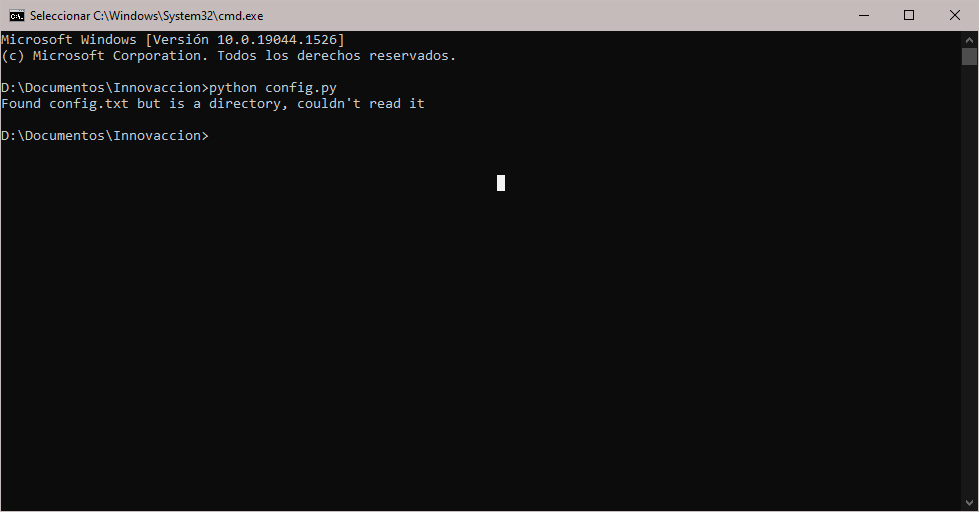 Seleccionar C:\Windows\System32\cmd.exe
Microsoft Windows [Versión 10.0.19044.1526]
(c) Microsoft Corporation. Todos los derechos reservados.
D:\Documentos\Innovaccion>python config.py
Found config.txt but is a directory, couldn't read it
D:\Documentos\Innovaccion>